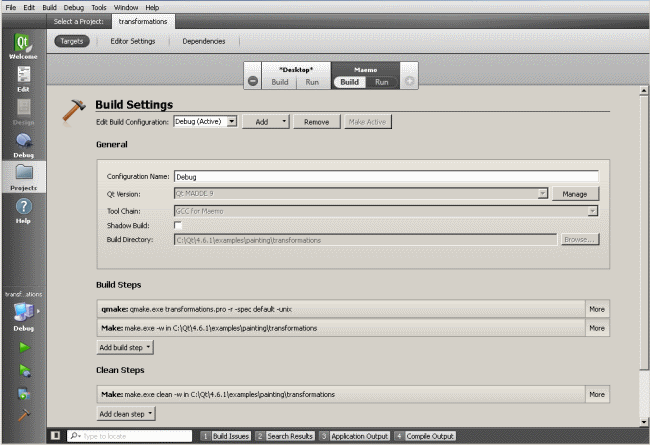 File Edit Build Debug Tools Window Help
Select a Project: transformations
Targets Editor Settings Dependencies
*Desktop* Maemo
Build Run Build Run
Qt
Welcome
Edit
Design
Debug
Projects
Help
transf...ations
Debug
Build Settings
Edit Build Configuration: Debug (Active) Add Remove Make Active
General
Configuration Name: Debug
Qt Version: Qt MADDE 9 Manage
Tool Chain: GCC for Maemo
Shadow Build:
Build Directory: C:\Qt\4.6.1\examples\painting\transformations Browse...
Build Steps
qmake: qmake.exe transformations.pro -r -spec default -unix More
Make: make.exe -w in C:\Qt\4.6.1\examples\painting\transformations More
Add build step
Clean Steps
Make: make.exe clean -w in C:\Qt\4.6.1\examples\painting\transformations More
Add clean step
Type to locate 1 Build Issues 2 Search Results 3 Application Output 4 Compile Output